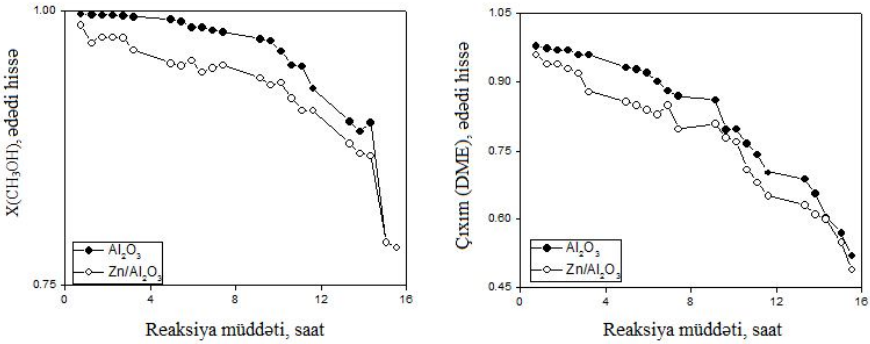 X(CH₃OH), ədədi hissə
1.00
0.75
0 4 8 12 16
Al₂O₃
Zn/Al₂O₃
Reaksiya müddəti, saat
Çıxım (DME), ədədi hissə
1.05
0.90
0.75
0.60
0.45
0 4 8 12 16
Al₂O₃
Zn/Al₂O₃
Reaksiya müddəti, saat